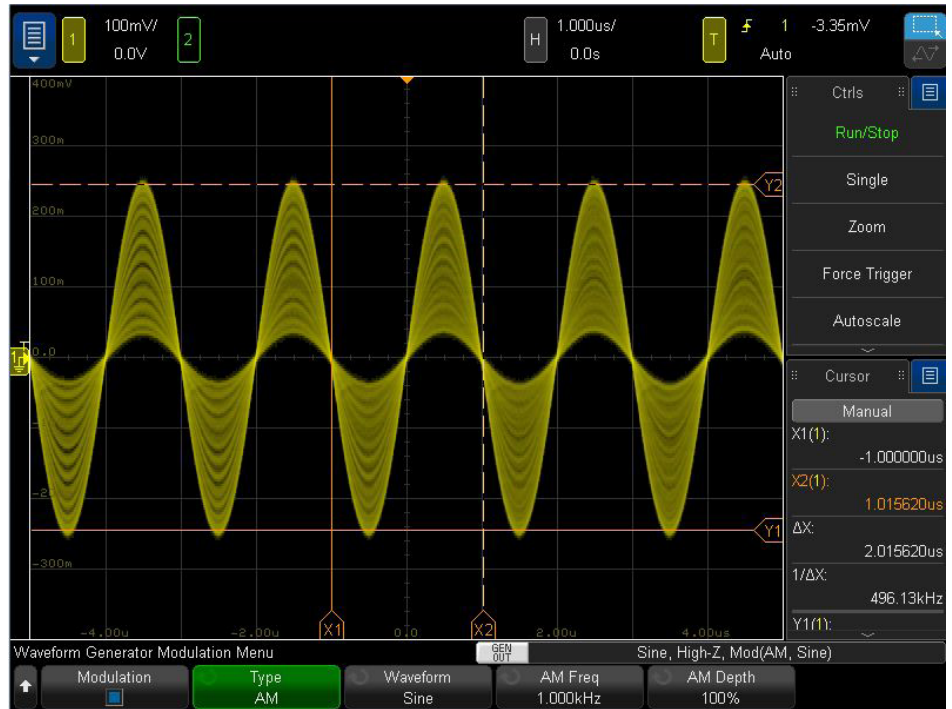 1
100mV/
0.0V
2
H
1.000us/
0.0s
T
1
-3.35mV
Auto
400mV
300m
200m
100m
0.0
-300m
-4.00u
-2.00u
0.0
2.00u
4.00us
Y2
Y1
X1
X2
T
1
Ctrls
Run/Stop
Single
Zoom
Force Trigger
Autoscale
Cursor
Manual
X1(1):
-1.000000us
X2(1):
1.015620us
ΔX:
2.015620us
1/ΔX:
496.13kHz
Y1(1):
Waveform Generator Modulation Menu
GEN
OUT
Sine, High-Z, Mod(AM, Sine)
Modulation
Type
AM
Waveform
Sine
AM Freq
1.000kHz
AM Depth
100%